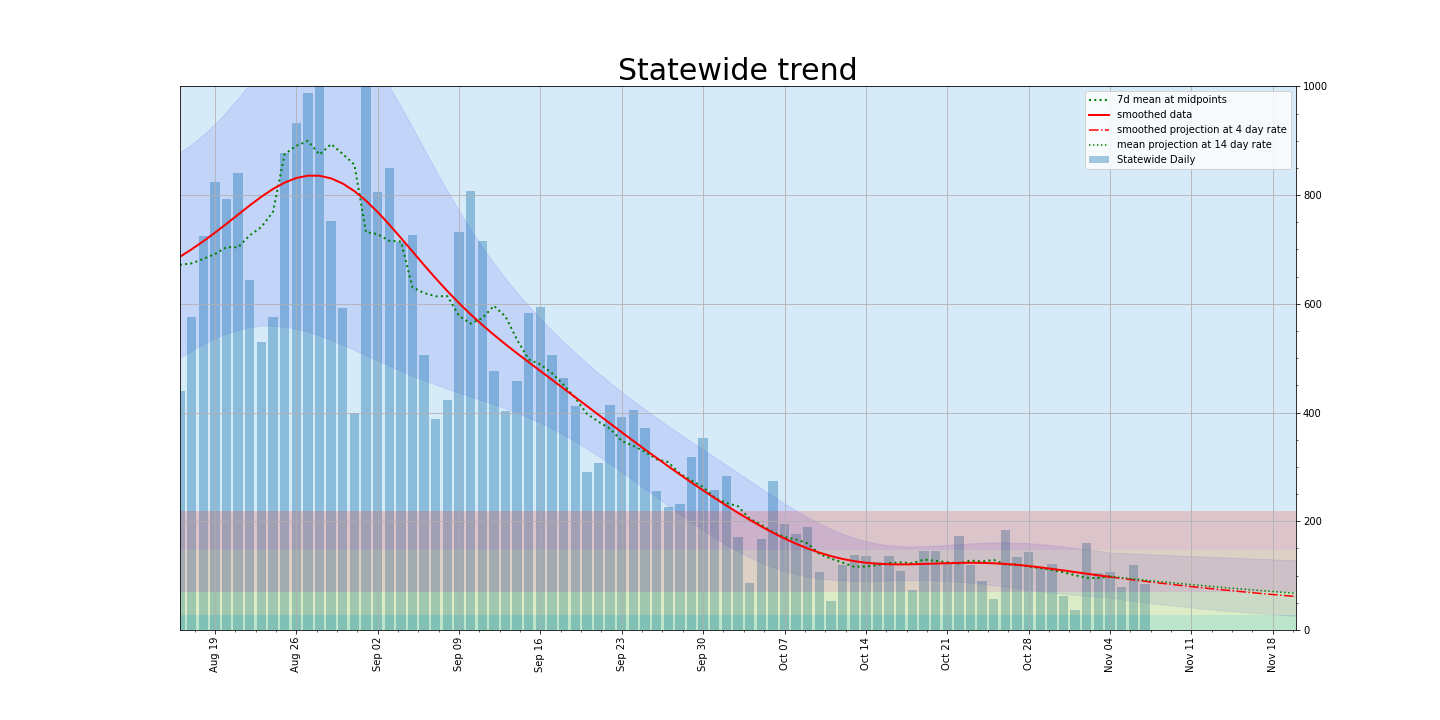 Statewide trend
7d mean at midpoints
smoothed data
smoothed projection at 4 day rate
mean projection at 14 day rate
Statewide Daily
1000
800
600
400
200
0
Aug 19
Aug 26
Sep 02
Sep 09
Sep 16
Sep 23
Sep 30
Oct 07
Oct 14
Oct 21
Oct 28
Nov 04
Nov 11
Nov 18